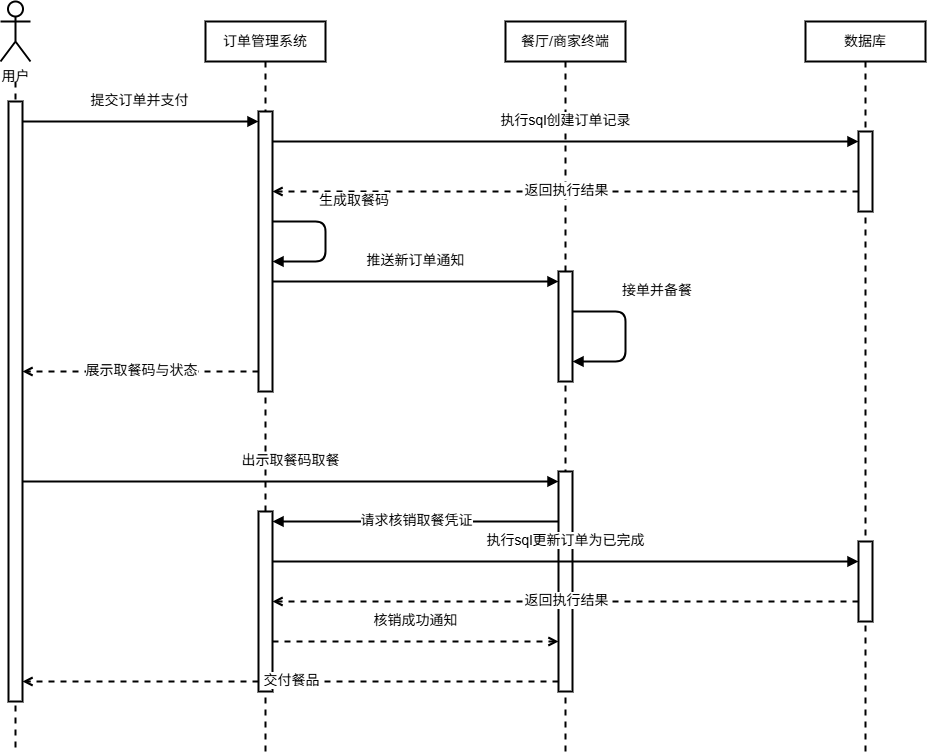 用户
订单管理系统
餐厅/商家终端
数据库
提交订单并支付
执行sql创建订单记录
返回执行结果
生成取餐码
推送新订单通知
接单并备餐
展示取餐码与状态
出示取餐码取餐
请求核销取餐凭证
执行sql更新订单为已完成
返回执行结果
核销成功通知
交付餐品